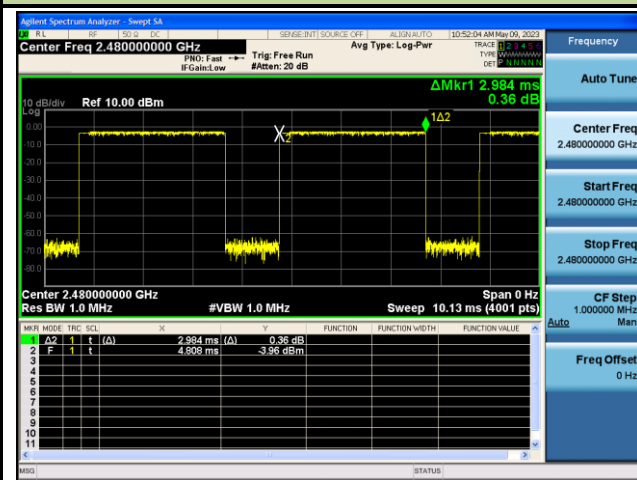 Agilent Spectrum Analyzer - Swept SA
RL RF 50 Ω DC SENSE:INT SOURCE OFF ALIGNAUTO 10:52:04 AM May 09, 2023
Center Freq 2.480000000 GHz
PNO: Fast
IFGain:Low
Trig: Free Run
#Atten: 20 dB
Avg Type: Log-Pwr
TRACE 1 2 3 4 5 6
TYPE WWWWWW
DET P N N N N N
Frequency
Auto Tune
Center Freq
2.480000000 GHz
Start Freq
2.480000000 GHz
Stop Freq
2.480000000 GHz
CF Step
1.000000 MHz
Auto Man
Freq Offset
0 Hz
ΔMkr1 2.984 ms
0.36 dB
10 dB/div Ref 10.00 dBm
Log
0.00
-10.0
-20.0
-30.0
-40.0
-50.0
-60.0
-70.0
-80.0
X2
1Δ2
Center 2.480000000 GHz Span 0 Hz
Res BW 1.0 MHz #VBW 1.0 MHz Sweep 10.13 ms (4001 pts)
MKR MODE TRC SCL X Y FUNCTION FUNCTION WIDTH FUNCTION VALUE
1 Δ2 1 t (Δ) 2.984 ms (Δ) 0.36 dB
2 F 1 t 4.808 ms -3.96 dBm
3
4
5
6
7
8
9
10
11
MSG STATUS